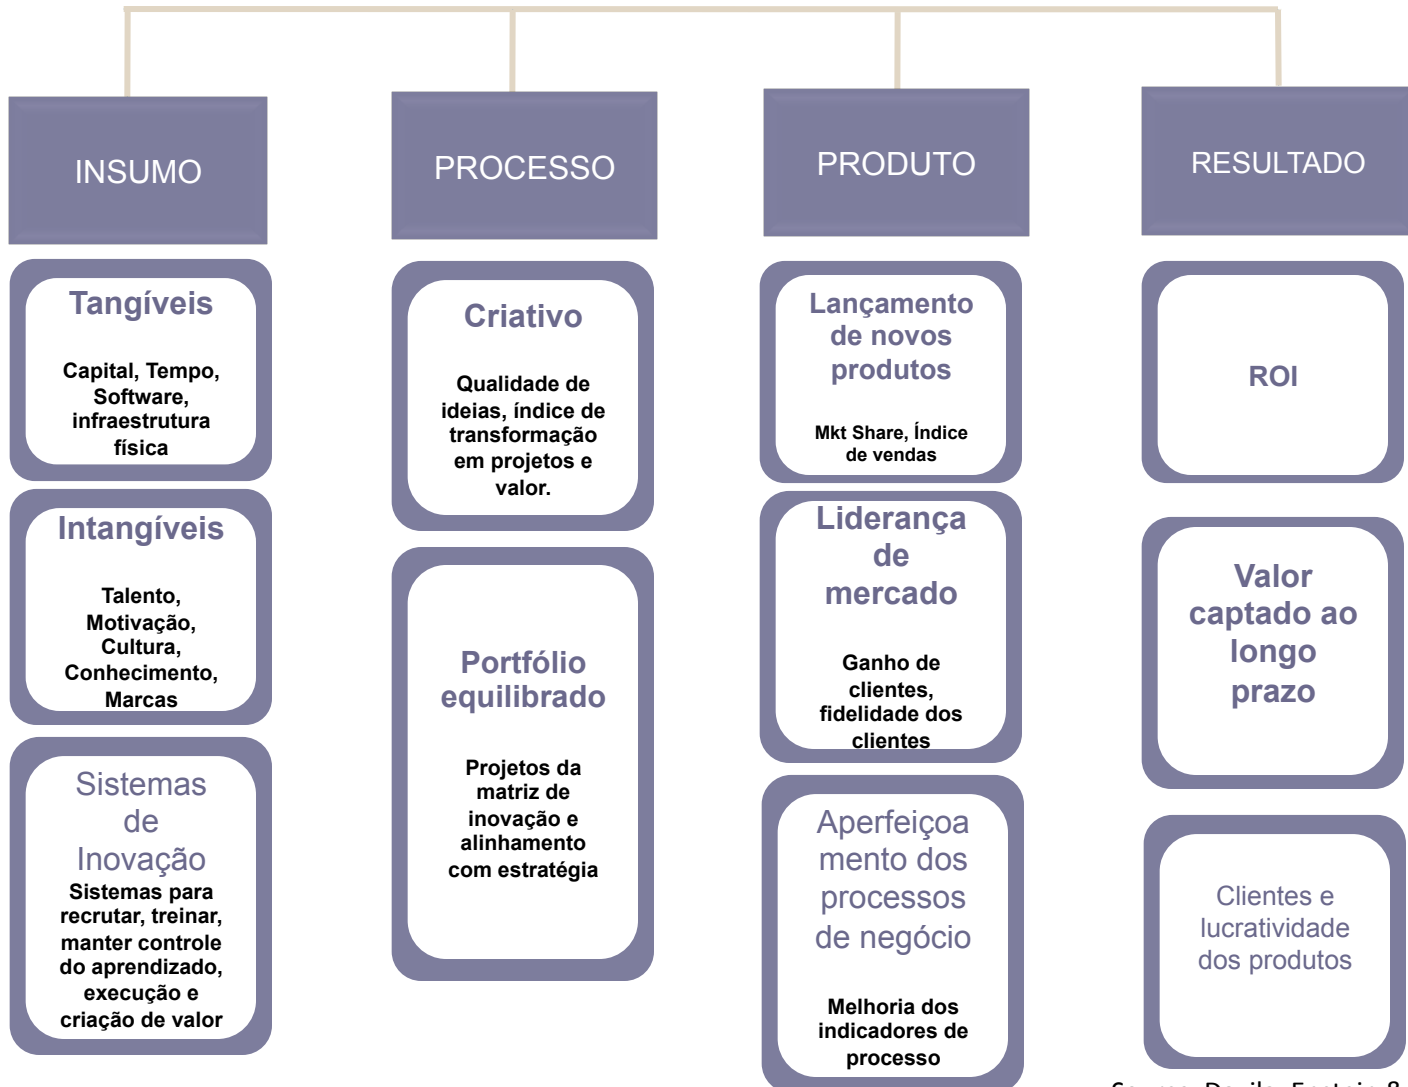 INSUMO
Tangíveis
Capital, Tempo,
Software,
infraestrutura
física
Intangíveis
Talento,
Motivação,
Cultura,
Conhecimento,
Marcas
Sistemas
de
Inovação
Sistemas para
recrutar, treinar,
manter controle
do aprendizado,
execução e
criação de valor
PROCESSO
Criativo
Qualidade de
ideias, índice de
transformação
em projetos e
valor.
Portfólio
equilibrado
Projetos da
matriz de
inovação e
alinhamento
com estratégia
PRODUTO
Lançamento
de novos
produtos
Mkt Share, Índice
de vendas
Liderança
de
mercado
Ganho de
clientes,
fidelidade dos
clientes
Aperfeiçoa
mento dos
processos
de negócio
Melhoria dos
indicadores de
processo
RESULTADO
ROI
Valor
captado ao
longo
prazo
Clientes e
lucratividade
dos produtos